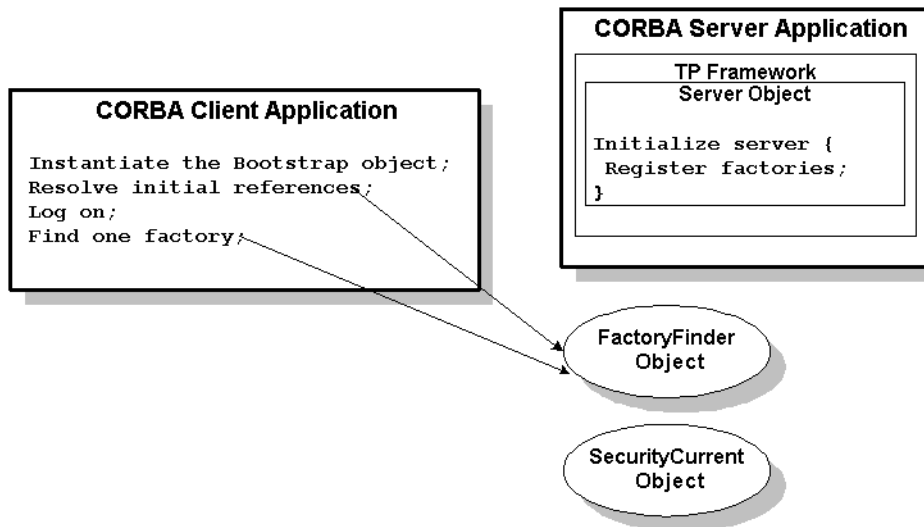 CORBA Client Application
Instantiate the Bootstrap object;
Resolve initial references;
Log on;
Find one factory;
CORBA Server Application
TP Framework
Server Object
Initialize server {
Register factories;
}
FactoryFinder
Object
SecurityCurrent
Object